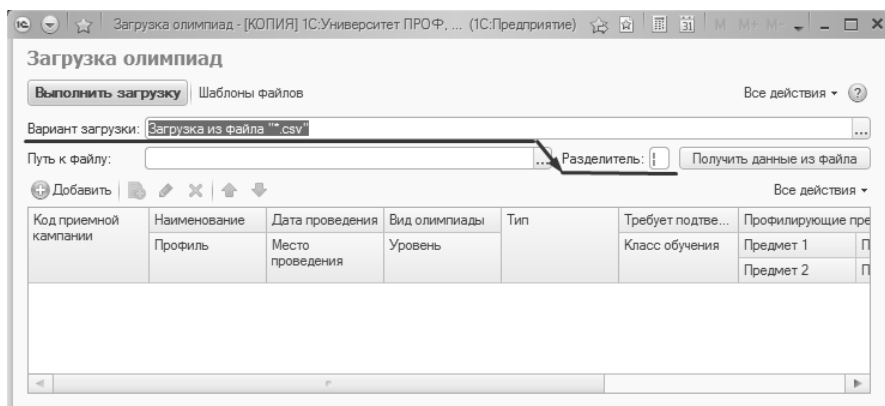 Загрузка олимпиад - [КОПИЯ] 1С:Университет ПРОФ, ... (1С:Предприятие) 31 M M+ M-
Загрузка олимпиад
Выполнить загрузку Шаблоны файлов Все действия ?
Вариант загрузки: Загрузка из файла "*.csv" ...
Путь к файлу: ... Разделитель: ¦ Получить данные из файла
Добавить Все действия
Код приемной кампании Наименование Дата проведения Вид олимпиады Тип Требует подтве... Профилирующие пре
Профиль Место проведения Уровень Класс обучения Предмет 1 П
Предмет 2 П